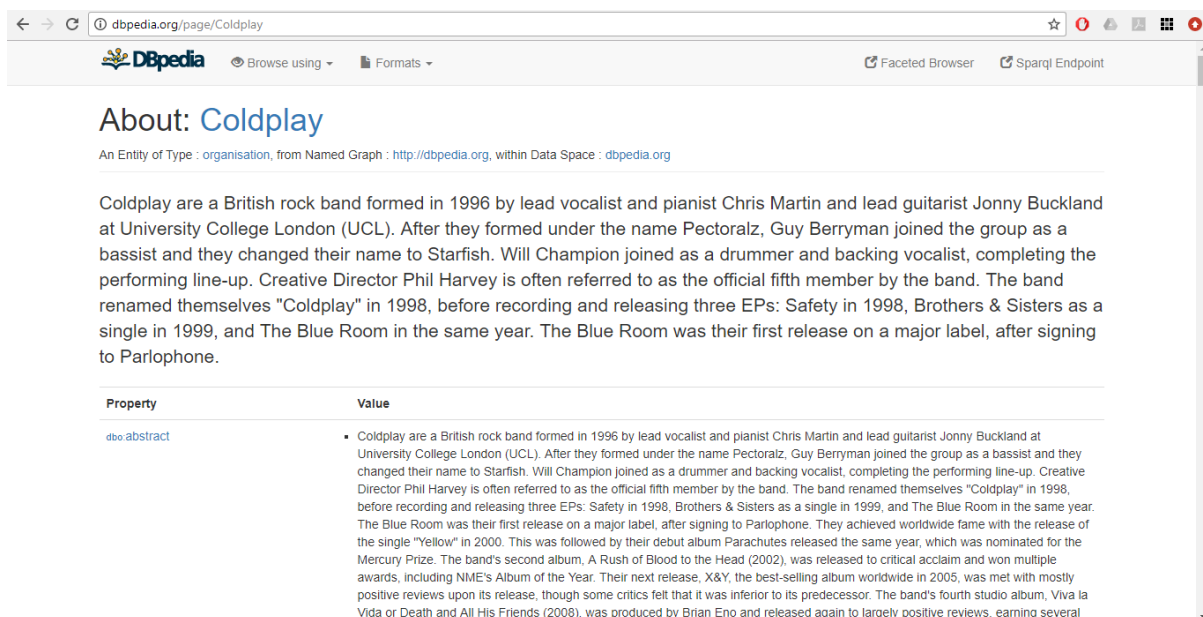 dbpedia.org/page/Coldplay
DBpedia Browse using Formats Faceted Browser Sparql Endpoint
About: Coldplay
An Entity of Type : organisation, from Named Graph : http://dbpedia.org, within Data Space : dbpedia.org
Coldplay are a British rock band formed in 1996 by lead vocalist and pianist Chris Martin and lead guitarist Jonny Buckland
at University College London (UCL). After they formed under the name Pectoralz, Guy Berryman joined the group as a
bassist and they changed their name to Starfish. Will Champion joined as a drummer and backing vocalist, completing the
performing line-up. Creative Director Phil Harvey is often referred to as the official fifth member by the band. The band
renamed themselves "Coldplay" in 1998, before recording and releasing three EPs: Safety in 1998, Brothers & Sisters as a
single in 1999, and The Blue Room in the same year. The Blue Room was their first release on a major label, after signing
to Parlophone.
Property Value
dbo:abstract
▪ Coldplay are a British rock band formed in 1996 by lead vocalist and pianist Chris Martin and lead guitarist Jonny Buckland at
University College London (UCL). After they formed under the name Pectoralz, Guy Berryman joined the group as a bassist and they
changed their name to Starfish. Will Champion joined as a drummer and backing vocalist, completing the performing line-up. Creative
Director Phil Harvey is often referred to as the official fifth member by the band. The band renamed themselves "Coldplay" in 1998,
before recording and releasing three EPs: Safety in 1998, Brothers & Sisters as a single in 1999, and The Blue Room in the same year.
The Blue Room was their first release on a major label, after signing to Parlophone. They achieved worldwide fame with the release of
the single "Yellow" in 2000. This was followed by their debut album Parachutes released the same year, which was nominated for the
Mercury Prize. The band's second album, A Rush of Blood to the Head (2002), was released to critical acclaim and won multiple
awards, including NME's Album of the Year. Their next release, X&Y, the best-selling album worldwide in 2005, was met with mostly
positive reviews upon its release, though some critics felt that it was inferior to its predecessor. The band's fourth studio album, Viva la
Vida or Death and All His Friends (2008), was produced by Brian Eno and released again to largely positive reviews, earning several